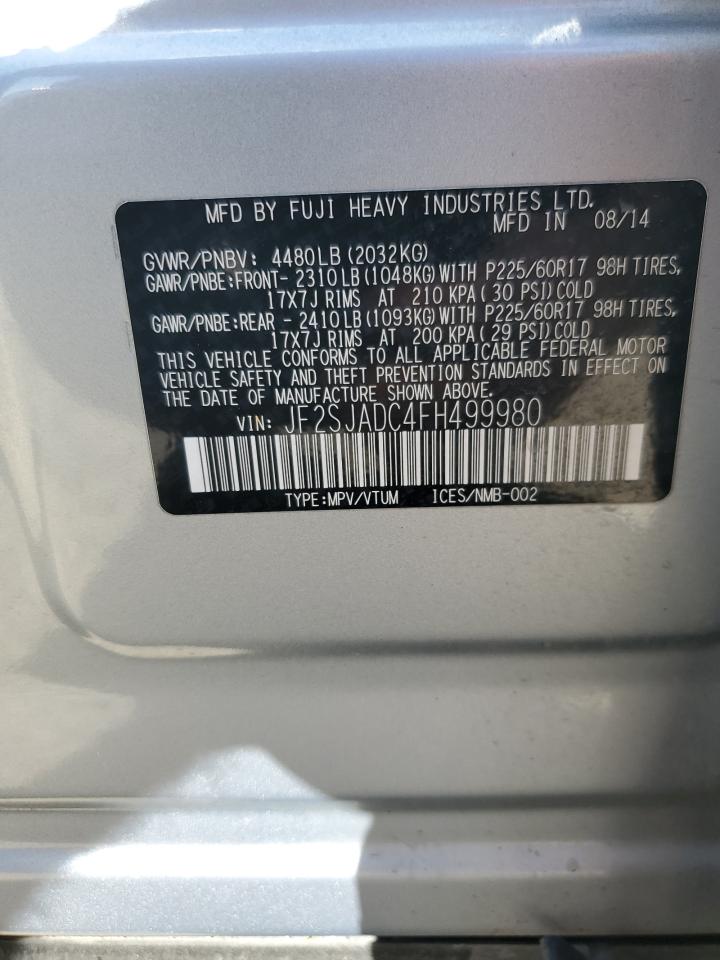 MFD BY FUJI HEAVY INDUSTRIES LTD.
MFD IN 08/14
GVWR/PNBV: 4480LB (2032KG)
GAWR/PNBE:FRONT- 2310LB (1048KG) WITH P225/60R17 98H TIRES,
17X7J RIMS AT 210 KPA (30 PSI) COLD
GAWR/PNBE:REAR - 2410LB (1093KG) WITH P225/60R17 98H TIRES,
17X7J RIMS AT 200 KPA (29 PSI) COLD
THIS VEHICLE CONFORMS TO ALL APPLICABLE FEDERAL MOTOR
VEHICLE SAFETY AND THEFT PREVENTION STANDARDS IN EFFECT ON
THE DATE OF MANUFACTURE SHOWN ABOVE.
VIN: JF2SJADC4FH499980
TYPE:MPV/VTUM ICES/NMB-002